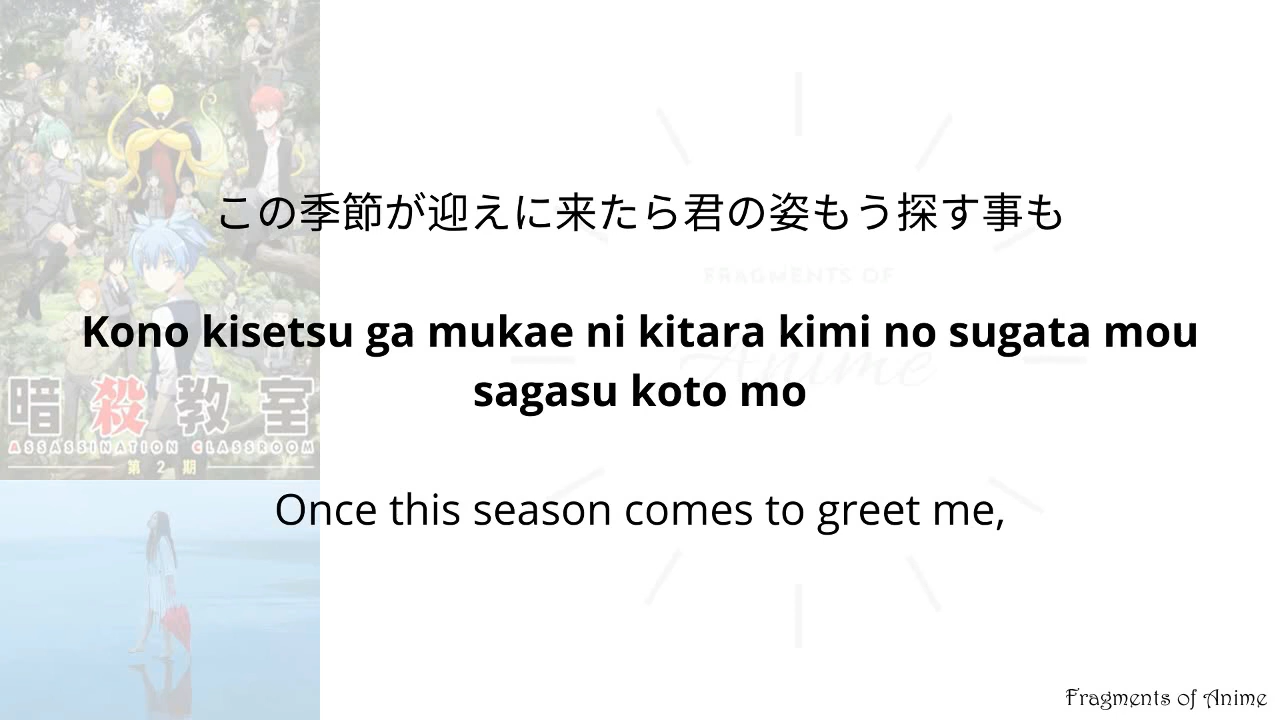 この季節が迎えに来たら君の姿もう探す事も
FRAGMENTS OF
Kono kisetsu ga mukae ni kitara kimi no sugata mou
Anime
sagasu koto mo
暗殺教室
ASSASSINATION CLASSROOM
第2期
Once this season comes to greet me,
Fragments of Anime